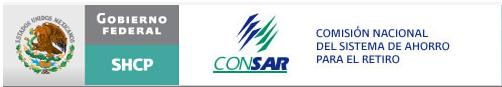 ESTADOS UNIDOS MEXICANOS
GOBIERNO
FEDERAL
SHCP
CONSAR
COMISIÓN NACIONAL
DEL SISTEMA DE AHORRO
PARA EL RETIRO